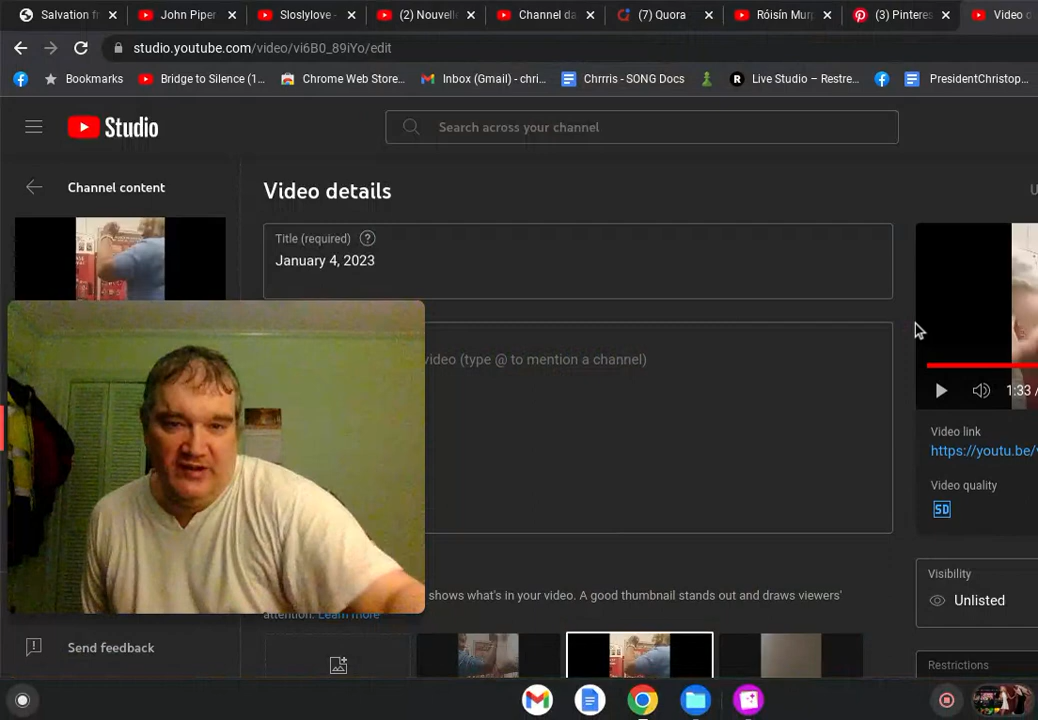 Salvation fr
John Piper
Sloslylove -
(2) Nouvelle
Channel da
(7) Quora
Róisín Mur
(3) Pinteres
Video d
studio.youtube.com/video/vi6B0_89iYo/edit
Bookmarks
Bridge to Silence (1...
Chrome Web Store...
Inbox (Gmail) - chri...
Chrrris - SONG Docs
R
Live Studio – Restre...
PresidentChristop...
Studio
Search across your channel
Channel content
Video details
Title (required) ?
January 4, 2023
video (type @ to mention a channel)
1:33 /
Video link
https://youtu.be/
Video quality
SD
shows what's in your video. A good thumbnail stands out and draws viewers'
attention. Learn more
Visibility
Unlisted
Send feedback
Restrictions